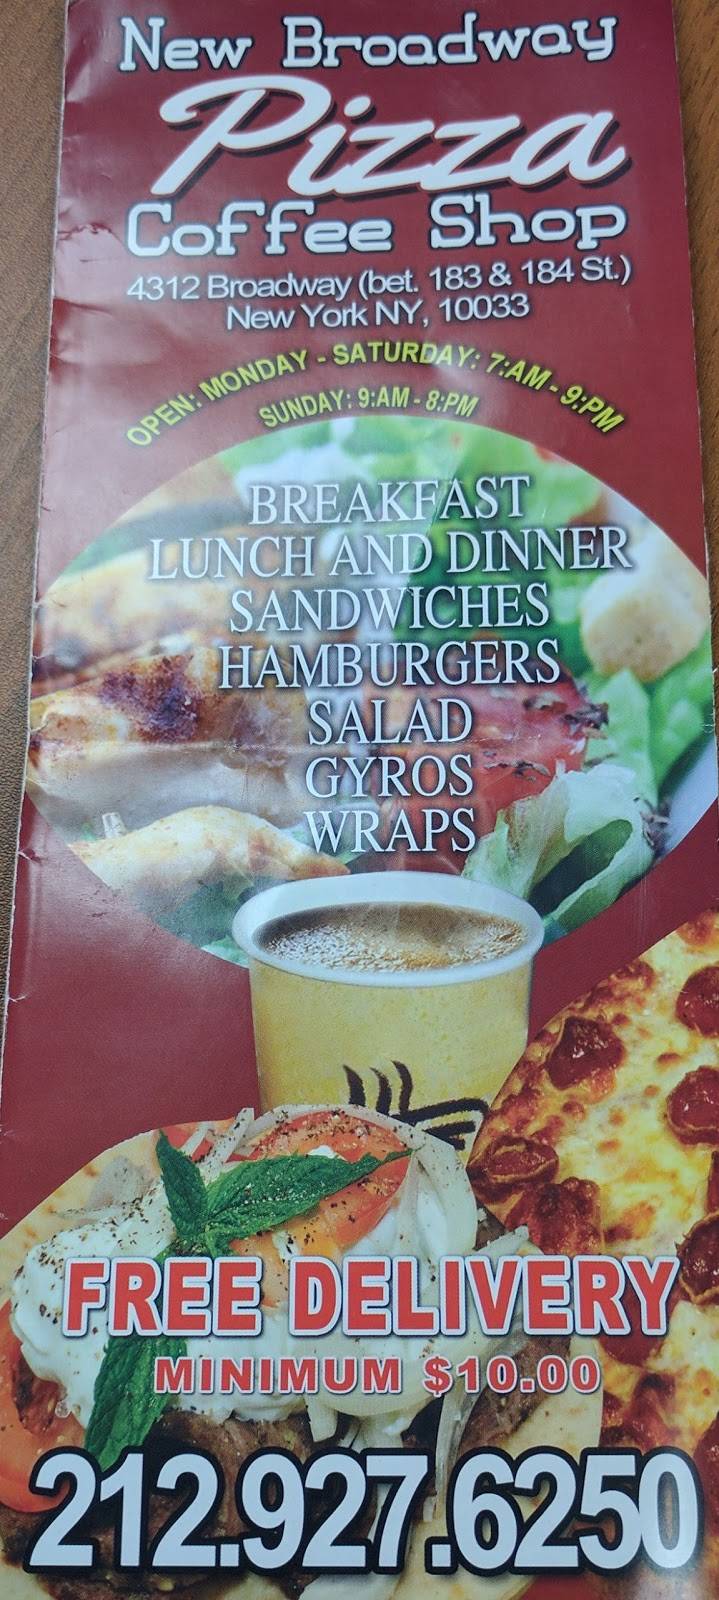 New Broadway
Pizza
Coffee Shop
4312 Broadway (bet. 183 & 184 St.)
New York NY, 10033
OPEN: MONDAY - SATURDAY: 7:AM - 9:PM
SUNDAY: 9:AM - 8:PM
BREAKFAST
LUNCH AND DINNER
SANDWICHES
HAMBURGERS
SALAD
GYROS
WRAPS
FREE DELIVERY
MINIMUM $10.00
212.927.6250